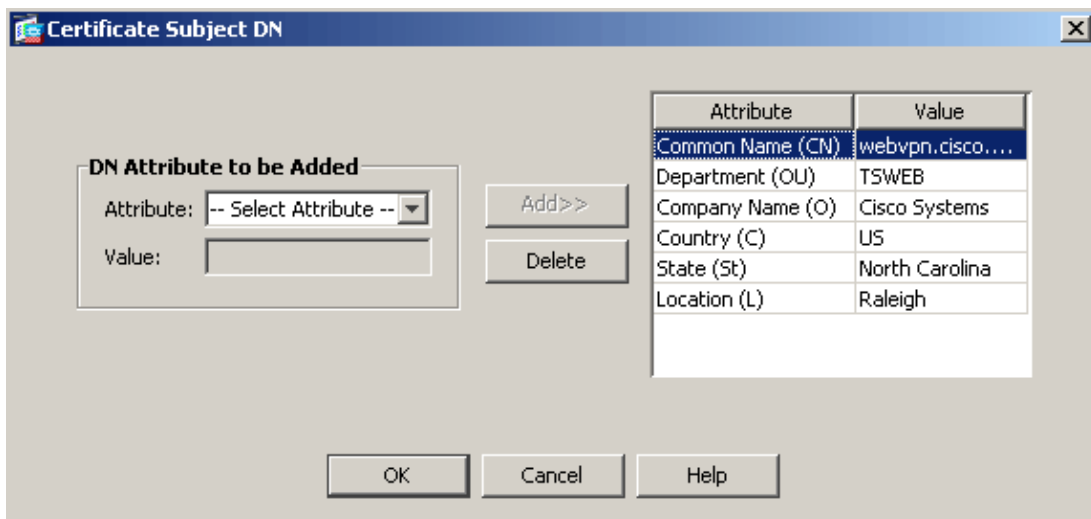 Certificate Subject DN
DN Attribute to be Added
Attribute: -- Select Attribute --
Value:
Add>>
Delete
Attribute Value
Common Name (CN) webvpn.cisco....
Department (OU) TSWEB
Company Name (O) Cisco Systems
Country (C) US
State (St) North Carolina
Location (L) Raleigh
OK Cancel Help